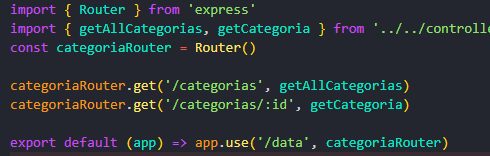 import { Router } from 'express'
import { getAllCategorias, getCategoria } from '../../controll
const categoriaRouter = Router()
categoriaRouter.get('/categorias', getAllCategorias)
categoriaRouter.get('/categorias/:id', getCategoria)
export default (app) => app.use('/data', categoriaRouter)